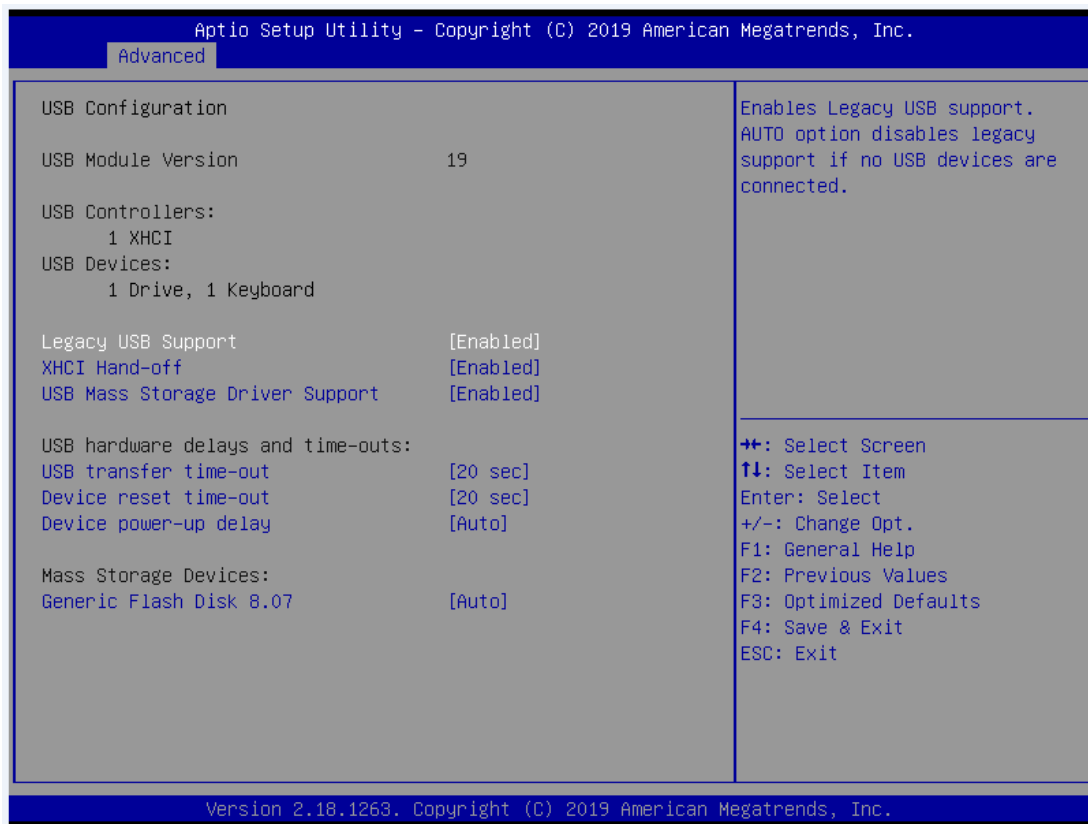 Aptio Setup Utility – Copyright (C) 2019 American Megatrends, Inc.
Advanced
USB Configuration
USB Module Version 19
USB Controllers:
1 XHCI
USB Devices:
1 Drive, 1 Keyboard
Legacy USB Support [Enabled]
XHCI Hand-off [Enabled]
USB Mass Storage Driver Support [Enabled]
USB hardware delays and time-outs:
USB transfer time-out [20 sec]
Device reset time-out [20 sec]
Device power-up delay [Auto]
Mass Storage Devices:
Generic Flash Disk 8.07 [Auto]
Enables Legacy USB support.
AUTO option disables legacy
support if no USB devices are
connected.
→←: Select Screen
↑↓: Select Item
Enter: Select
+/-: Change Opt.
F1: General Help
F2: Previous Values
F3: Optimized Defaults
F4: Save & Exit
ESC: Exit
Version 2.18.1263. Copyright (C) 2019 American Megatrends, Inc.